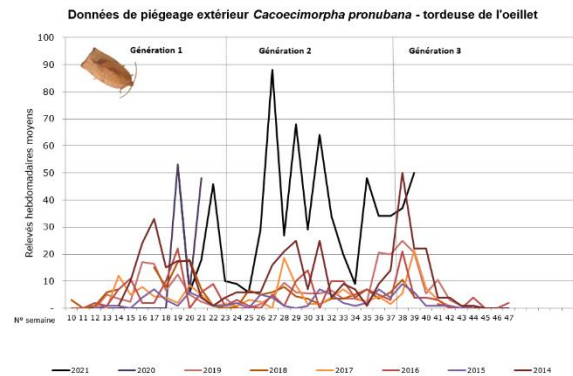 Données de piégeage extérieur Cacoecimorpha pronubana - tordeuse de l'oeillet
Génération 1 Génération 2 Génération 3
Relevés hebdomadaires moyens
100
90
80
70
60
50
40
30
20
10
-
N° semaine 10 11 12 13 14 15 16 17 18 19 20 21 22 23 24 25 26 27 28 29 30 31 32 33 34 35 36 37 38 39 40 41 42 43 44 45 46 47
2021 2020 2019 2018 2017 2016 2015 2014